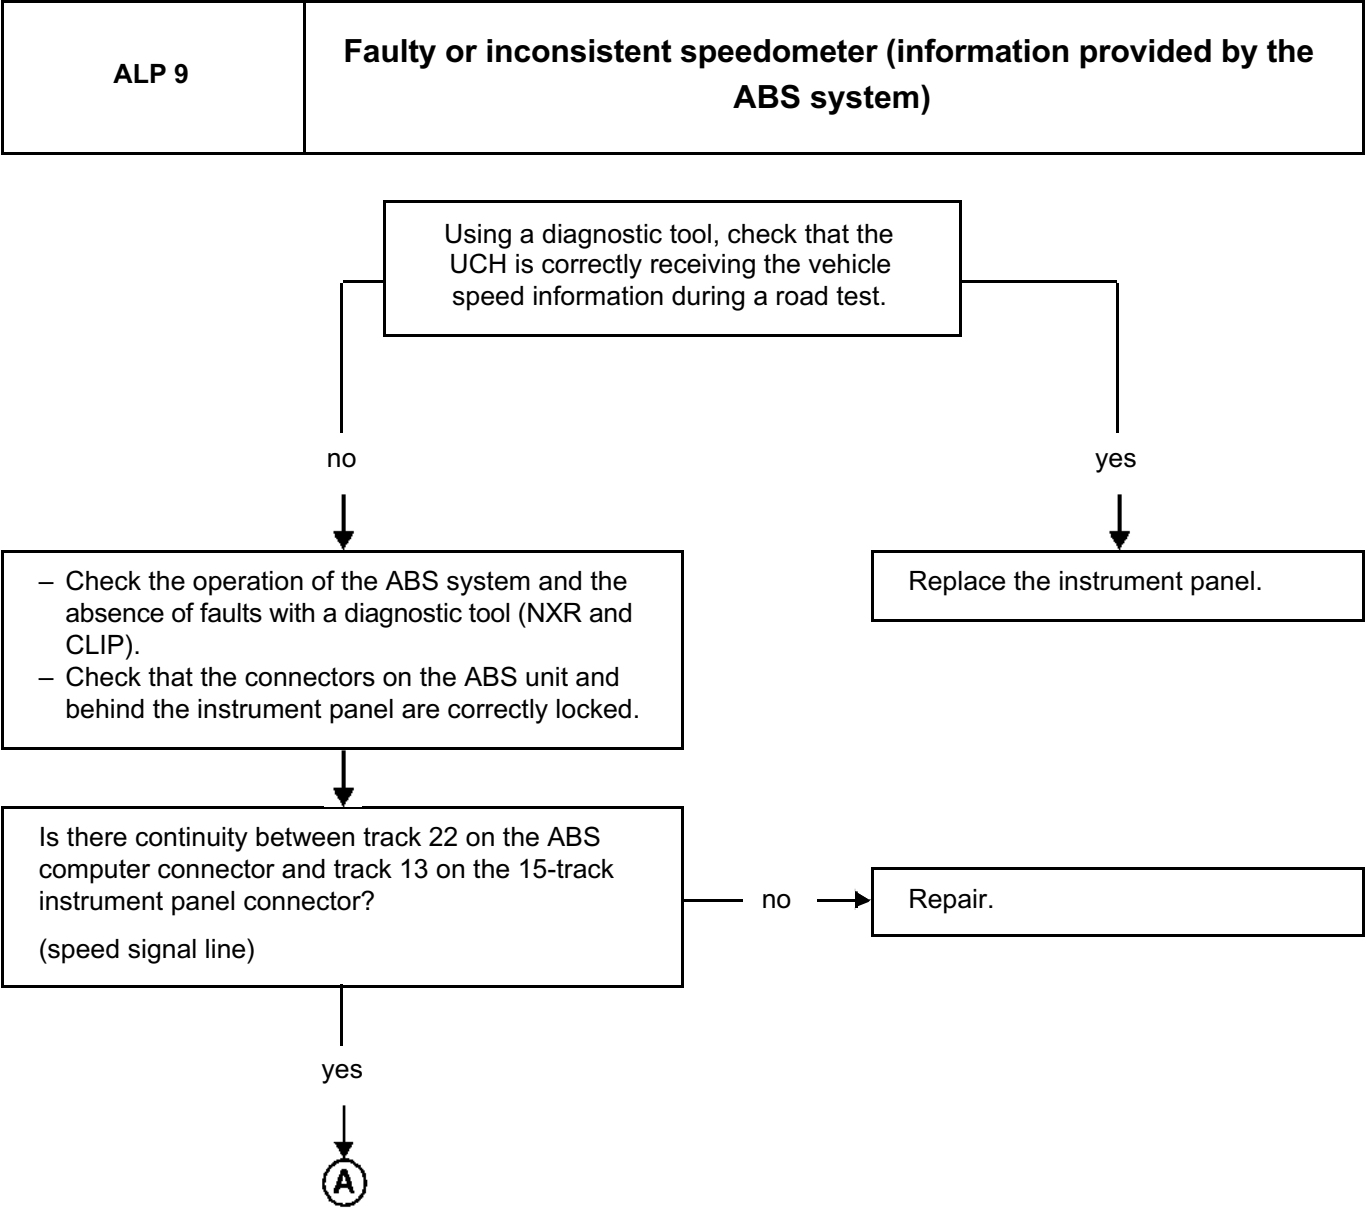 ALP 9
Faulty or inconsistent speedometer (information provided by the
ABS system)
Using a diagnostic tool, check that the
UCH is correctly receiving the vehicle
speed information during a road test.
no
yes
– Check the operation of the ABS system and the
absence of faults with a diagnostic tool (NXR and
CLIP).
– Check that the connectors on the ABS unit and
behind the instrument panel are correctly locked.
Replace the instrument panel.
Is there continuity between track 22 on the ABS
computer connector and track 13 on the 15-track
instrument panel connector?
(speed signal line)
no
Repair.
yes
A